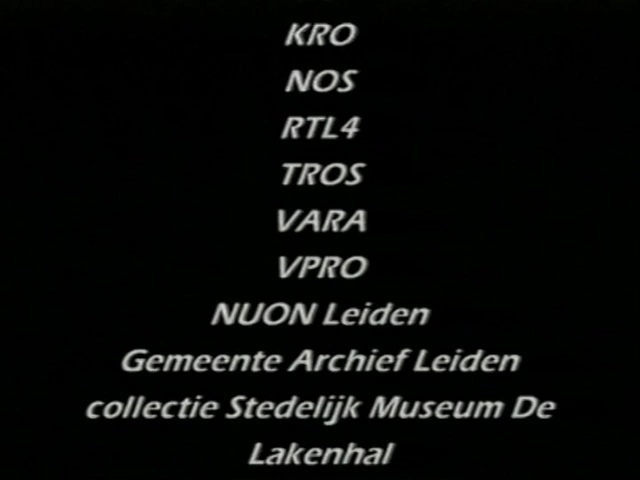 KRO
NOS
RTL4
TROS
VARA
VPRO
NUON Leiden
Gemeente Archief Leiden
collectie Stedelijk Museum De
Lakenhal